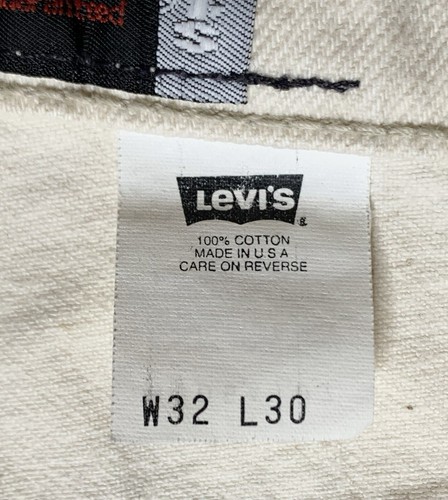 Levi's
100% COTTON
MADE IN U S A
CARE ON REVERSE
W32 L30